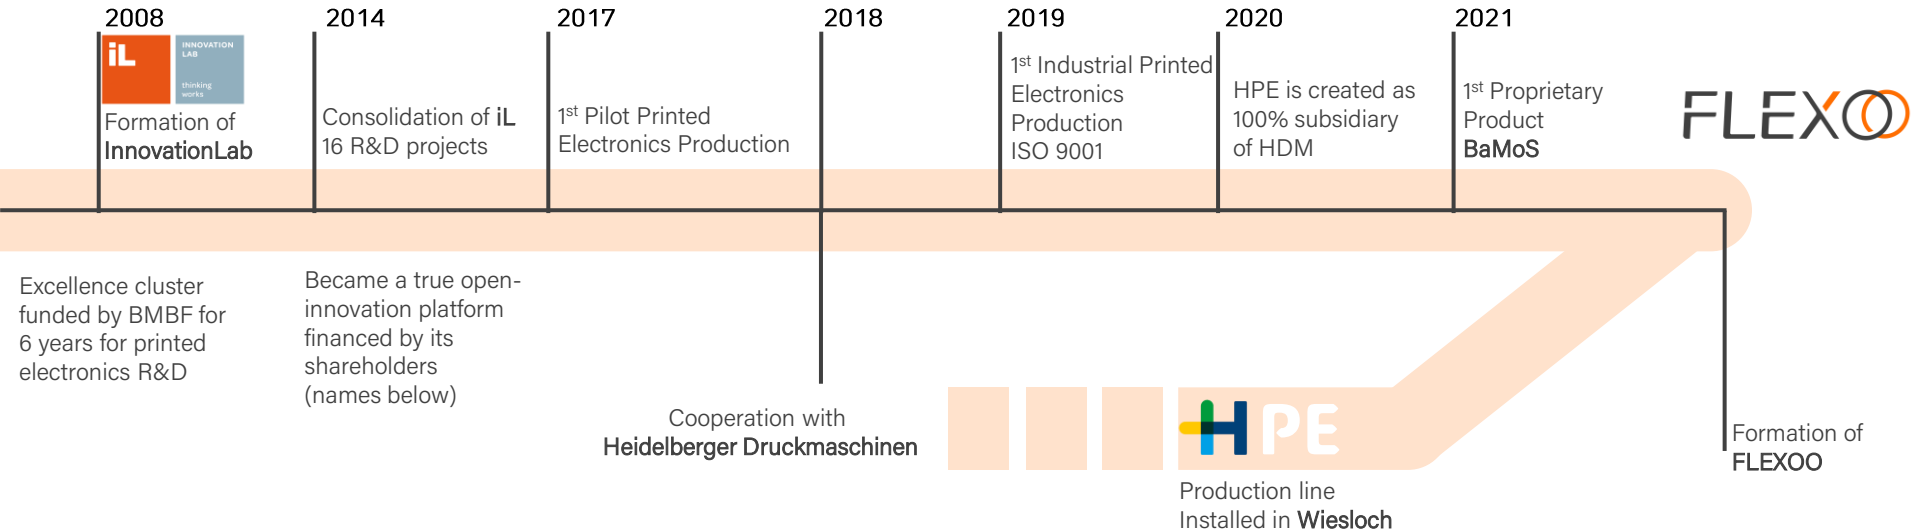 2008
2014
2017
2018
2019
2020
2021
iL
INNOVATION
LAB
thinking
works
Formation of
InnovationLab
Consolidation of iL
16 R&D projects
1st Pilot Printed
Electronics Production
1st Industrial Printed
Electronics
Production
ISO 9001
HPE is created as
100% subsidiary
of HDM
1st Proprietary
Product
BaMoS
FLEXOO
Excellence cluster
funded by BMBF for
6 years for printed
electronics R&D
Became a true open-
innovation platform
financed by its
shareholders
(names below)
Cooperation with
Heidelberger Druckmaschinen
HPE
Production line
Installed in Wiesloch
Formation of
FLEXOO